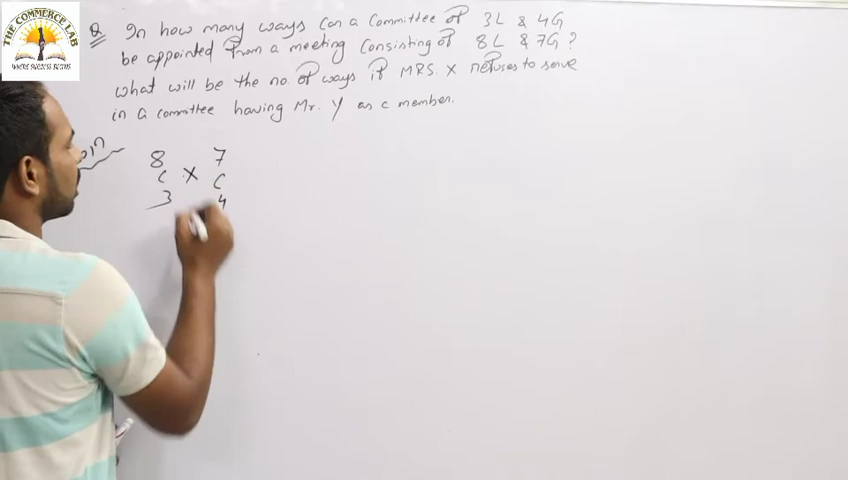 THE COMMERCE LAB
WHERE SUCCESS BEGINS
Q In how many ways can a Committee of 3L & 4G
be appointed from a meeting Consisting of 8L & 7G?
what will be the no. of ways if MRS. X refuses to serve
in a committee having Mr. Y as c member.
8 7
C × C
3 4